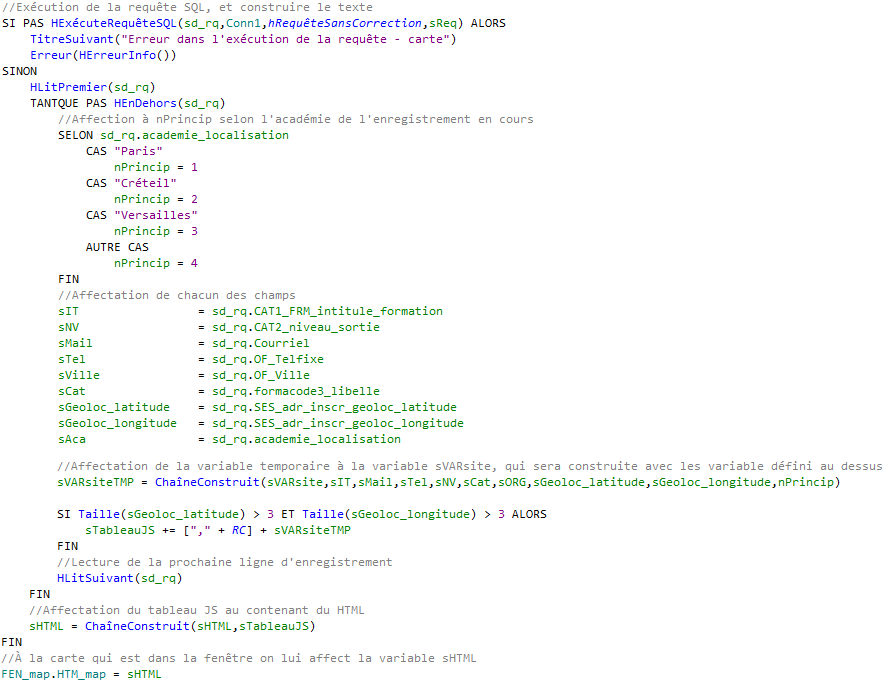 //Exécution de la requête SQL, et construire le texte
SI PAS HExécuteRequêteSQL(sd_rq,Conn1,hRequêteSansCorrection,sReq) ALORS
TitreSuivant("Erreur dans l'exécution de la requête - carte")
Erreur(HErreurInfo())
SINON
HLitPremier(sd_rq)
TANTQUE PAS HEnDehors(sd_rq)
//Affection à nPrincip selon l'académie de l'enregistrement en cours
SELON sd_rq.academie_localisation
CAS "Paris"
nPrincip = 1
CAS "Créteil"
nPrincip = 2
CAS "Versailles"
nPrincip = 3
AUTRE CAS
nPrincip = 4
FIN
//Affectation de chacun des champs
sIT = sd_rq.CAT1_FRM_intitule_formation
sNV = sd_rq.CAT2_niveau_sortie
sMail = sd_rq.Courriel
sTel = sd_rq.OF_Telfixe
sVille = sd_rq.OF_Ville
sCat = sd_rq.formacode3_libelle
sGeoloc_latitude = sd_rq.SES_adr_inscr_geoloc_latitude
sGeoloc_longitude = sd_rq.SES_adr_inscr_geoloc_longitude
sAca = sd_rq.academie_localisation
//Affectation de la variable temporaire à la variable sVARsite, qui sera construite avec les variable défini au dessus
sVARsiteTMP = ChaîneConstruit(sVARsite,sIT,sMail,sTel,sNV,sCat,sORG,sGeoloc_latitude,sGeoloc_longitude,nPrincip)
SI Taille(sGeoloc_latitude) > 3 ET Taille(sGeoloc_longitude) > 3 ALORS
sTableauJS += ["," + RC] + sVARsiteTMP
FIN
//Lecture de la prochaine ligne d'enregistrement
HLitSuivant(sd_rq)
FIN
//Affectation du tableau JS au contenant du HTML
sHTML = ChaîneConstruit(sHTML,sTableauJS)
FIN
//À la carte qui est dans la fenêtre on lui affect la variable sHTML
FEN_map.HTM_map = sHTML